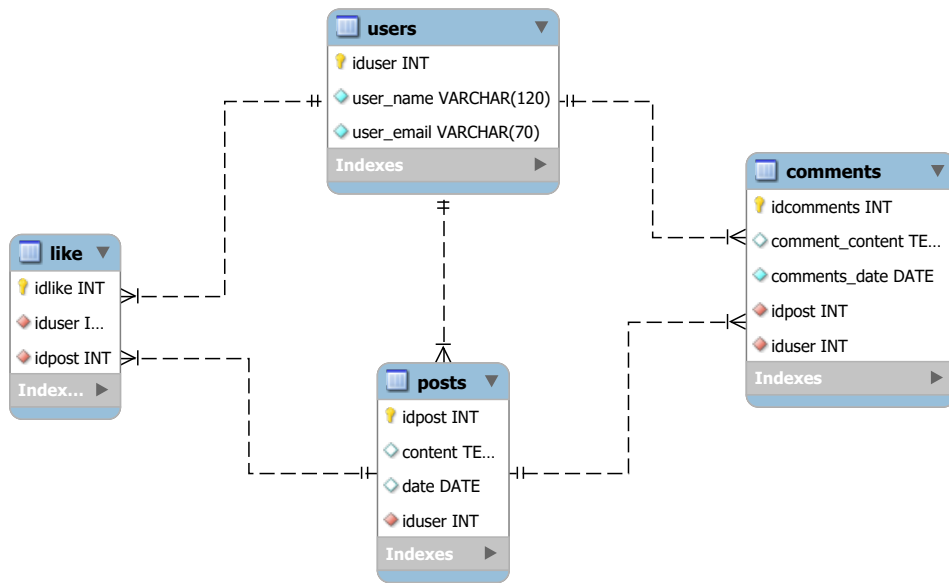 users
iduser INT
user_name VARCHAR(120)
user_email VARCHAR(70)
Indexes
comments
idcomments INT
comment_content TE...
comments_date DATE
idpost INT
iduser INT
Indexes
like
idlike INT
iduser I...
idpost INT
Index...
posts
idpost INT
content TE...
date DATE
iduser INT
Indexes